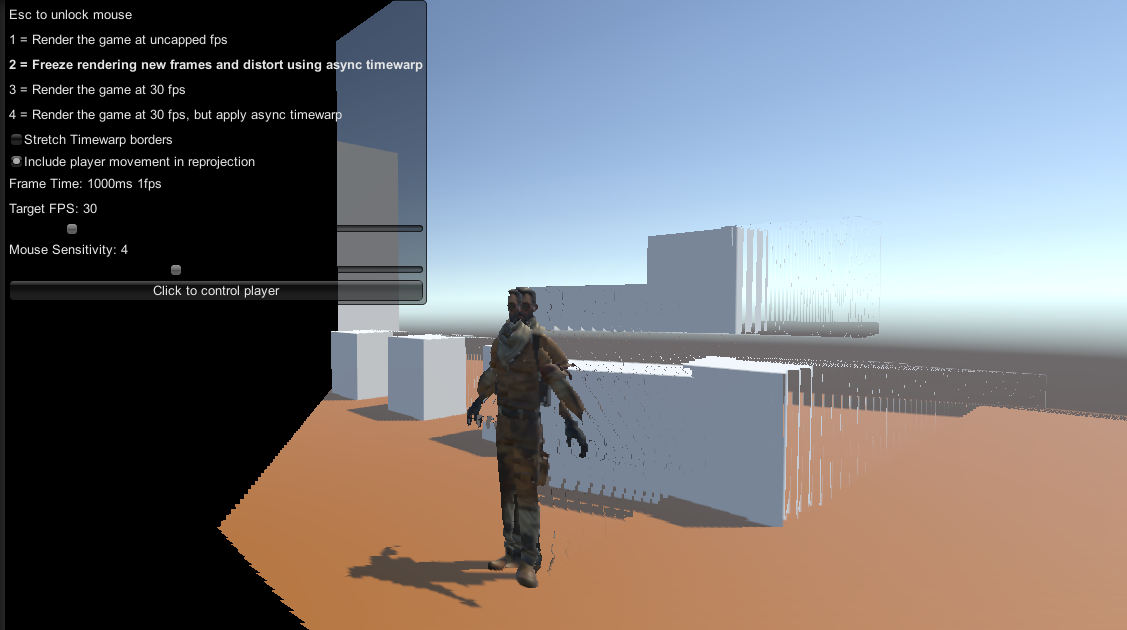 Esc to unlock mouse
1 = Render the game at uncapped fps
2 = Freeze rendering new frames and distort using async timewarp
3 = Render the game at 30 fps
4 = Render the game at 30 fps, but apply async timewarp
Stretch Timewarp borders
Include player movement in reprojection
Frame Time: 1000ms 1fps
Target FPS: 30
Mouse Sensitivity: 4
Click to control player